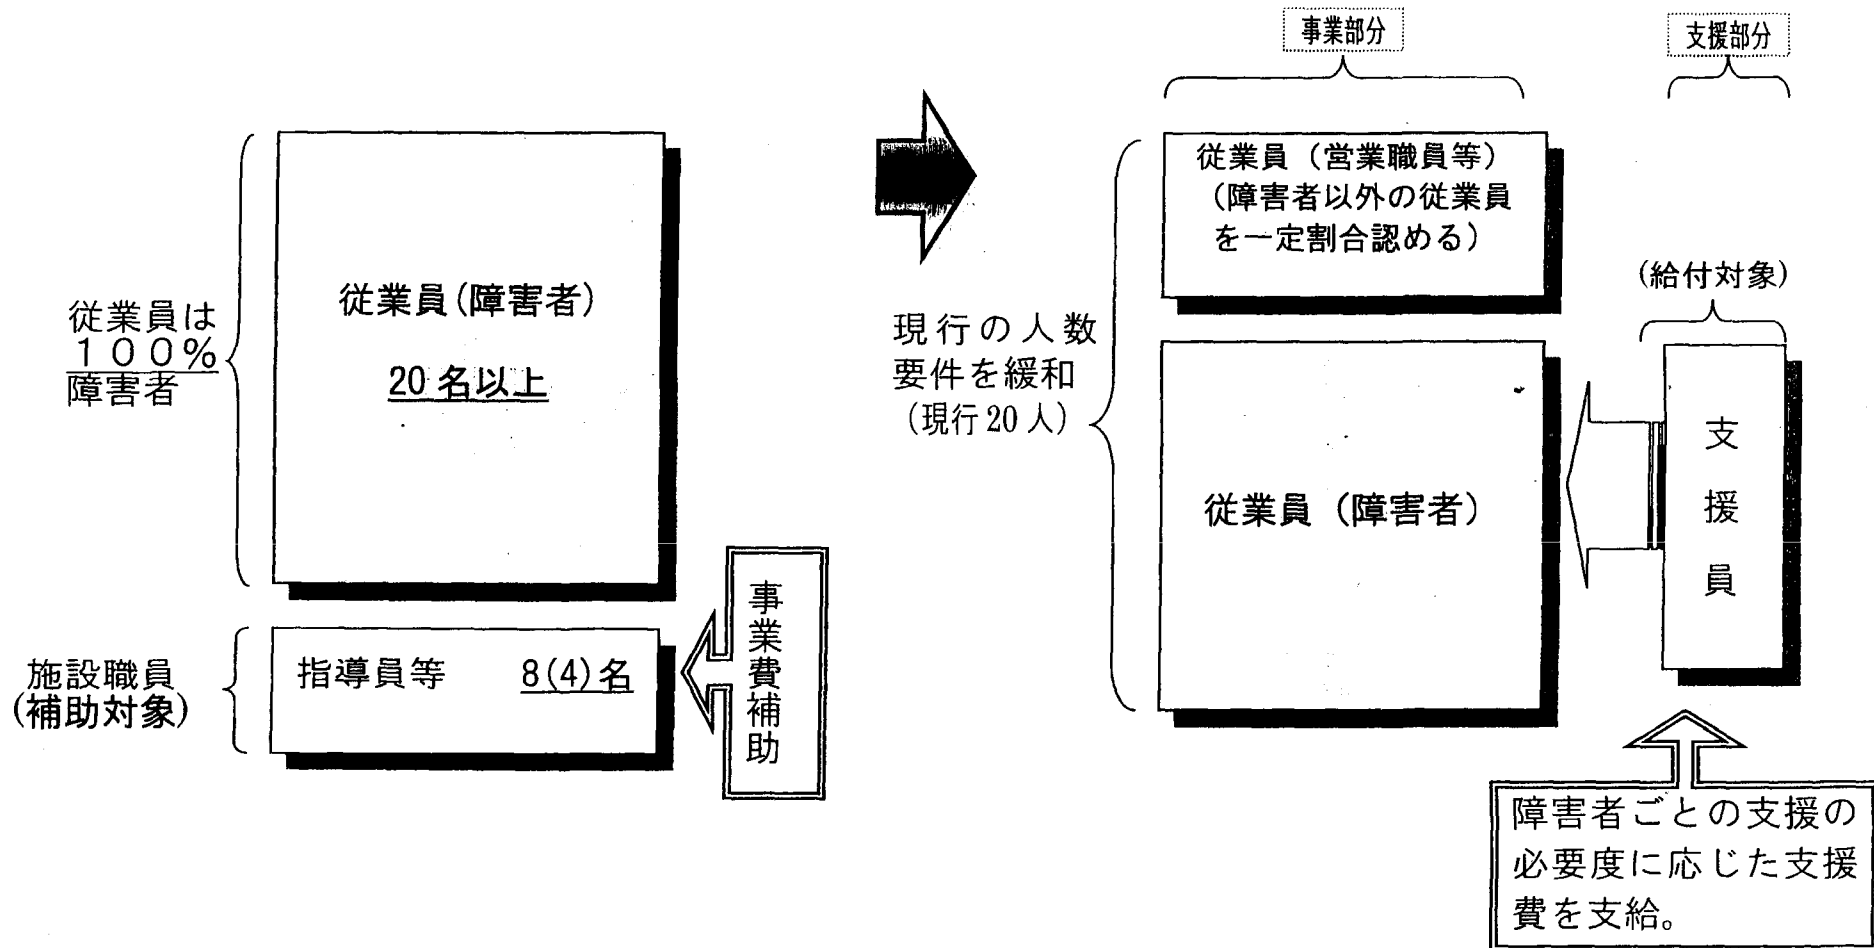 従業員は
１００%
障害者
従業員(障害者)
20名以上
施設職員
(補助対象)
指導員等 8(4)名
事業費補助
事業部分
支援部分
現行の人数
要件を緩和
(現行20人)
従業員（営業職員等）
（障害者以外の従業員
を一定割合認める）
従業員（障害者）
(給付対象)
支援員
障害者ごとの支援の
必要度に応じた支援
費を支給。